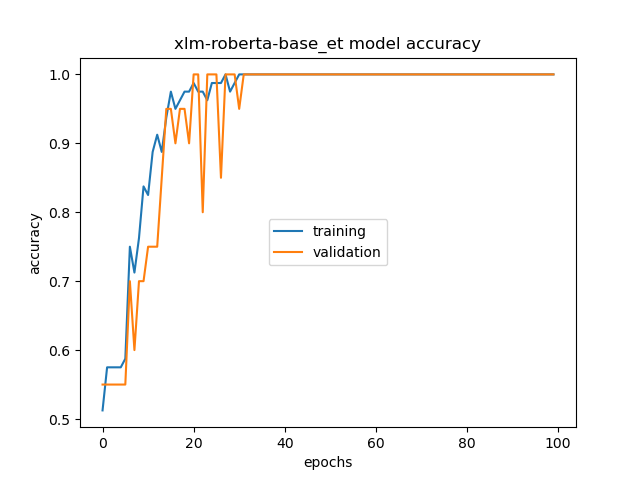 xlm-roberta-base_et model accuracy
1.0
0.9
0.8
0.7
0.6
0.5
accuracy
training
validation
0 20 40 60 80 100
epochs